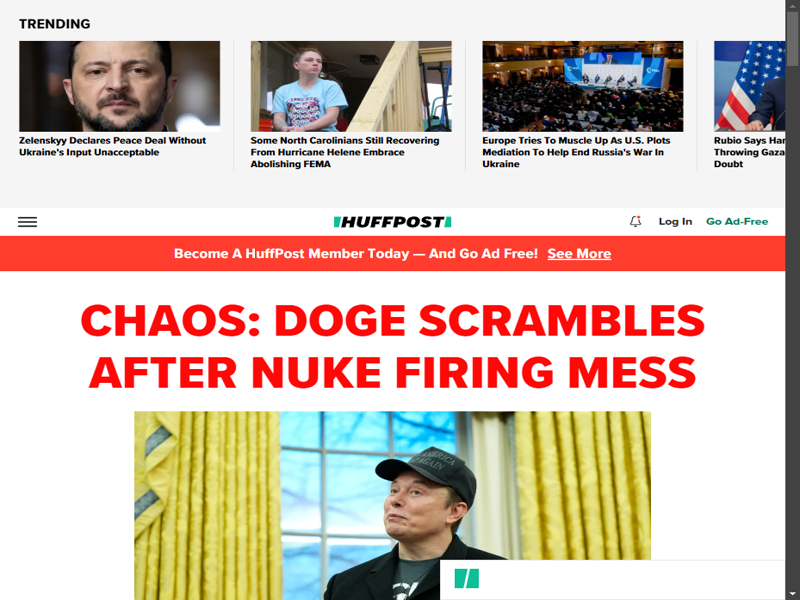 TRENDING
Zelenskyy Declares Peace Deal Without
Ukraine's Input Unacceptable
Some North Carolinians Still Recovering
From Hurricane Helene Embrace
Abolishing FEMA
Europe Tries To Muscle Up As U.S. Plots
Mediation To Help End Russia's War In
Ukraine
Rubio Says
Throwing Gaza
Doubt
HUFFPOST
Log In
Go Ad-Free
Become A HuffPost Member Today — And Go Ad Free! See More
CHAOS: DOGE SCRAMBLES
AFTER NUKE FIRING MESS
AMERICA
AGAIN